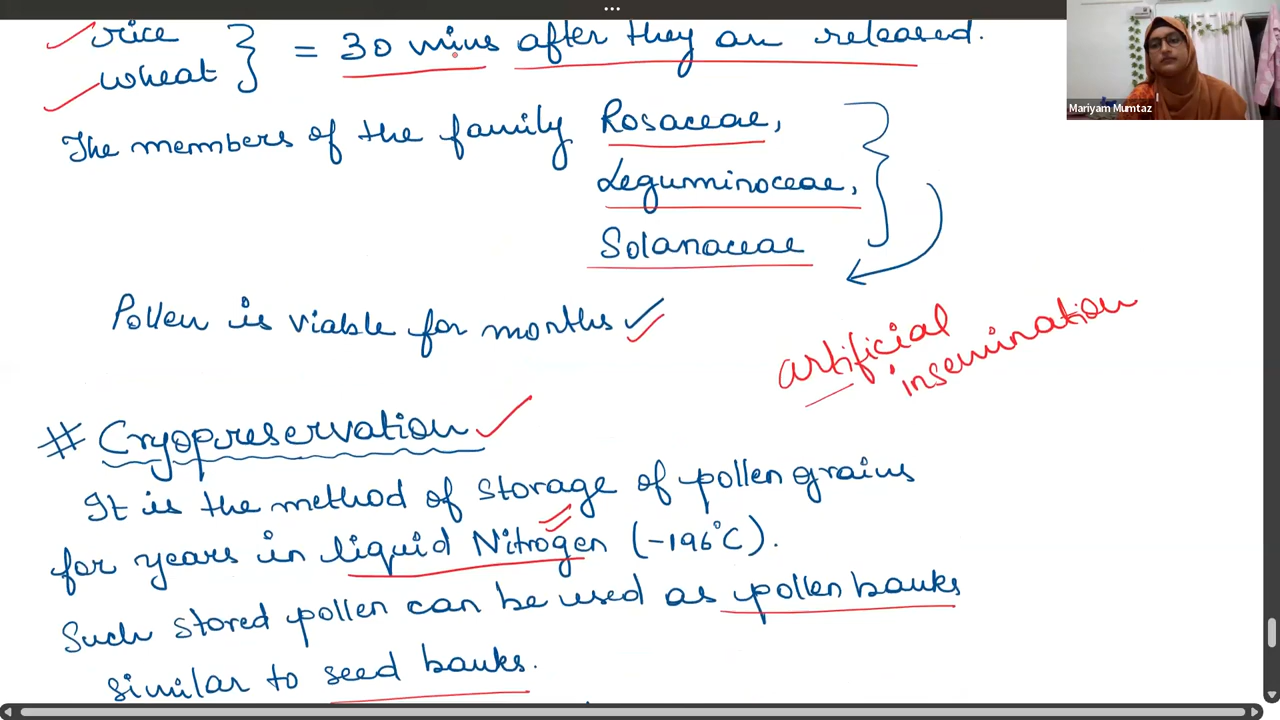 rice
wheat } = 30 mins after they are released.
Mariyam Mumtaz
The members of the family Rosaceae,
Leguminoceae,
Solanaceae
Pollen is viable for months
artificial
insemination
# Cryopreservation
It is the method of storage of pollen grains
for years in liquid Nitrogen (-196°C).
Such stored pollen can be used as pollen banks
similar to seed banks.